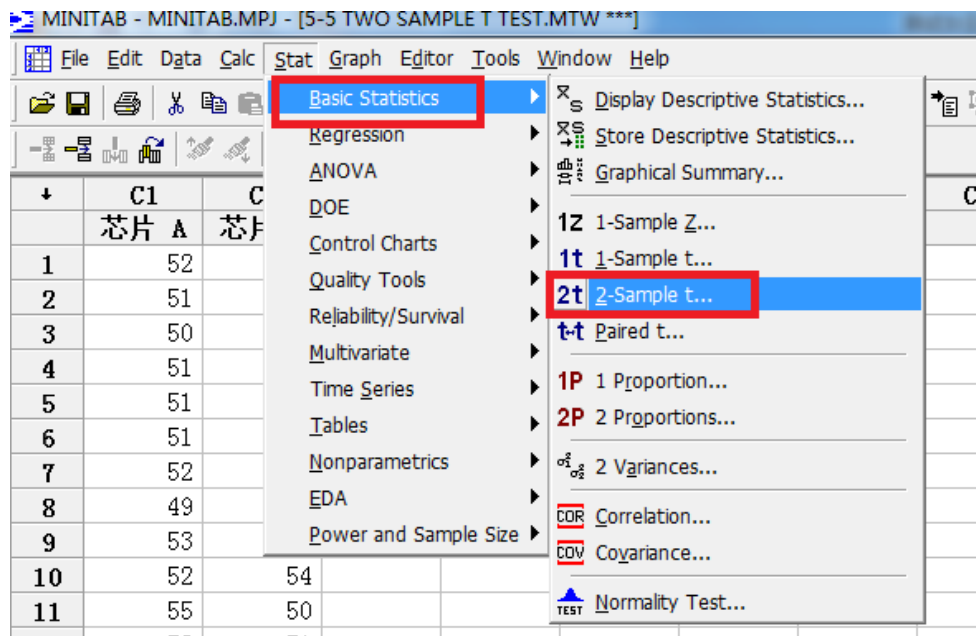 MINITAB - MINITAB.MPJ - [5-5 TWO SAMPLE T TEST.MTW ***]
File Edit Data Calc Stat Graph Editor Tools Window Help
Basic Statistics
Regression
ANOVA
DOE
Control Charts
Quality Tools
Reliability/Survival
Multivariate
Time Series
Tables
Nonparametrics
EDA
Power and Sample Size
Display Descriptive Statistics...
Store Descriptive Statistics...
Graphical Summary...
1Z 1-Sample Z...
1t 1-Sample t...
2t 2-Sample t...
t-t Paired t...
1P 1 Proportion...
2P 2 Proportions...
2 Variances...
COR Correlation...
COV Covariance...
TEST Normality Test...
C1 C C
芯片 A 芯片
1 52
2 51
3 50
4 51
5 51
6 51
7 52
8 49
9 53
10 52 54
11 55 50